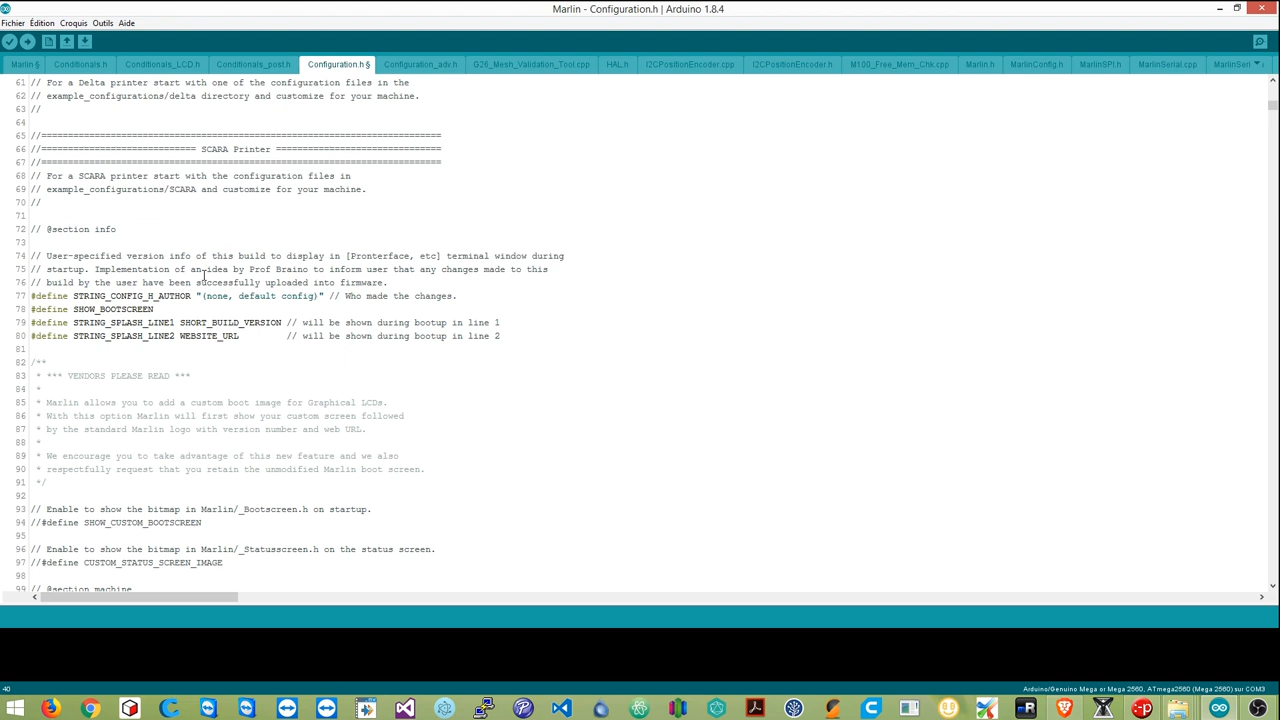 Marlin - Configuration.h | Arduino 1.8.4
Fichier Édition Croquis Outils Aide
Marlin § Conditionals.h Conditionals_LCD.h Conditionals_post.h Configuration.h § Configuration_adv.h G26_Mesh_Validation_Tool.cpp HAL.h I2CPositionEncoder.cpp I2CPositionEncoder.h M100_Free_Mem_Chk.cpp Marlin.h MarlinConfig.h MarlinSPI.h MarlinSerial.cpp MarlinSeri
61 // For a Delta printer start with one of the configuration files in the
62 // example_configurations/delta directory and customize for your machine.
63 //
64
65 //===========================================================================
66 //============================= SCARA Printer ===============================
67 //===========================================================================
68 // For a SCARA printer start with the configuration files in
69 // example_configurations/SCARA and customize for your machine.
70 //
71
72 // @section info
73
74 // User-specified version info of this build to display in [Pronterface, etc] terminal window during
75 // startup. Implementation of an idea by Prof Braino to inform user that any changes made to this
76 // build by the user have been successfully uploaded into firmware.
77 #define STRING_CONFIG_H_AUTHOR "(none, default config)" // Who made the changes.
78 #define SHOW_BOOTSCREEN
79 #define STRING_SPLASH_LINE1 SHORT_BUILD_VERSION // will be shown during bootup in line 1
80 #define STRING_SPLASH_LINE2 WEBSITE_URL         // will be shown during bootup in line 2
81
82 /**
83  * *** VENDORS PLEASE READ ***
84  *
85  * Marlin allows you to add a custom boot image for Graphical LCDs.
86  * With this option Marlin will first show your custom screen followed
87  * by the standard Marlin logo with version number and web URL.
88  *
89  * We encourage you to take advantage of this new feature and we also
90  * respectfully request that you retain the unmodified Marlin boot screen.
91  */
92
93 // Enable to show the bitmap in Marlin/_Bootscreen.h on startup.
94 //#define SHOW_CUSTOM_BOOTSCREEN
95
96 // Enable to show the bitmap in Marlin/_Statusscreen.h on the status screen.
97 //#define CUSTOM_STATUS_SCREEN_IMAGE
98
99 // @section machine
40 Arduino/Genuino Mega or Mega 2560, ATmega2560 (Mega 2560) sur COM3